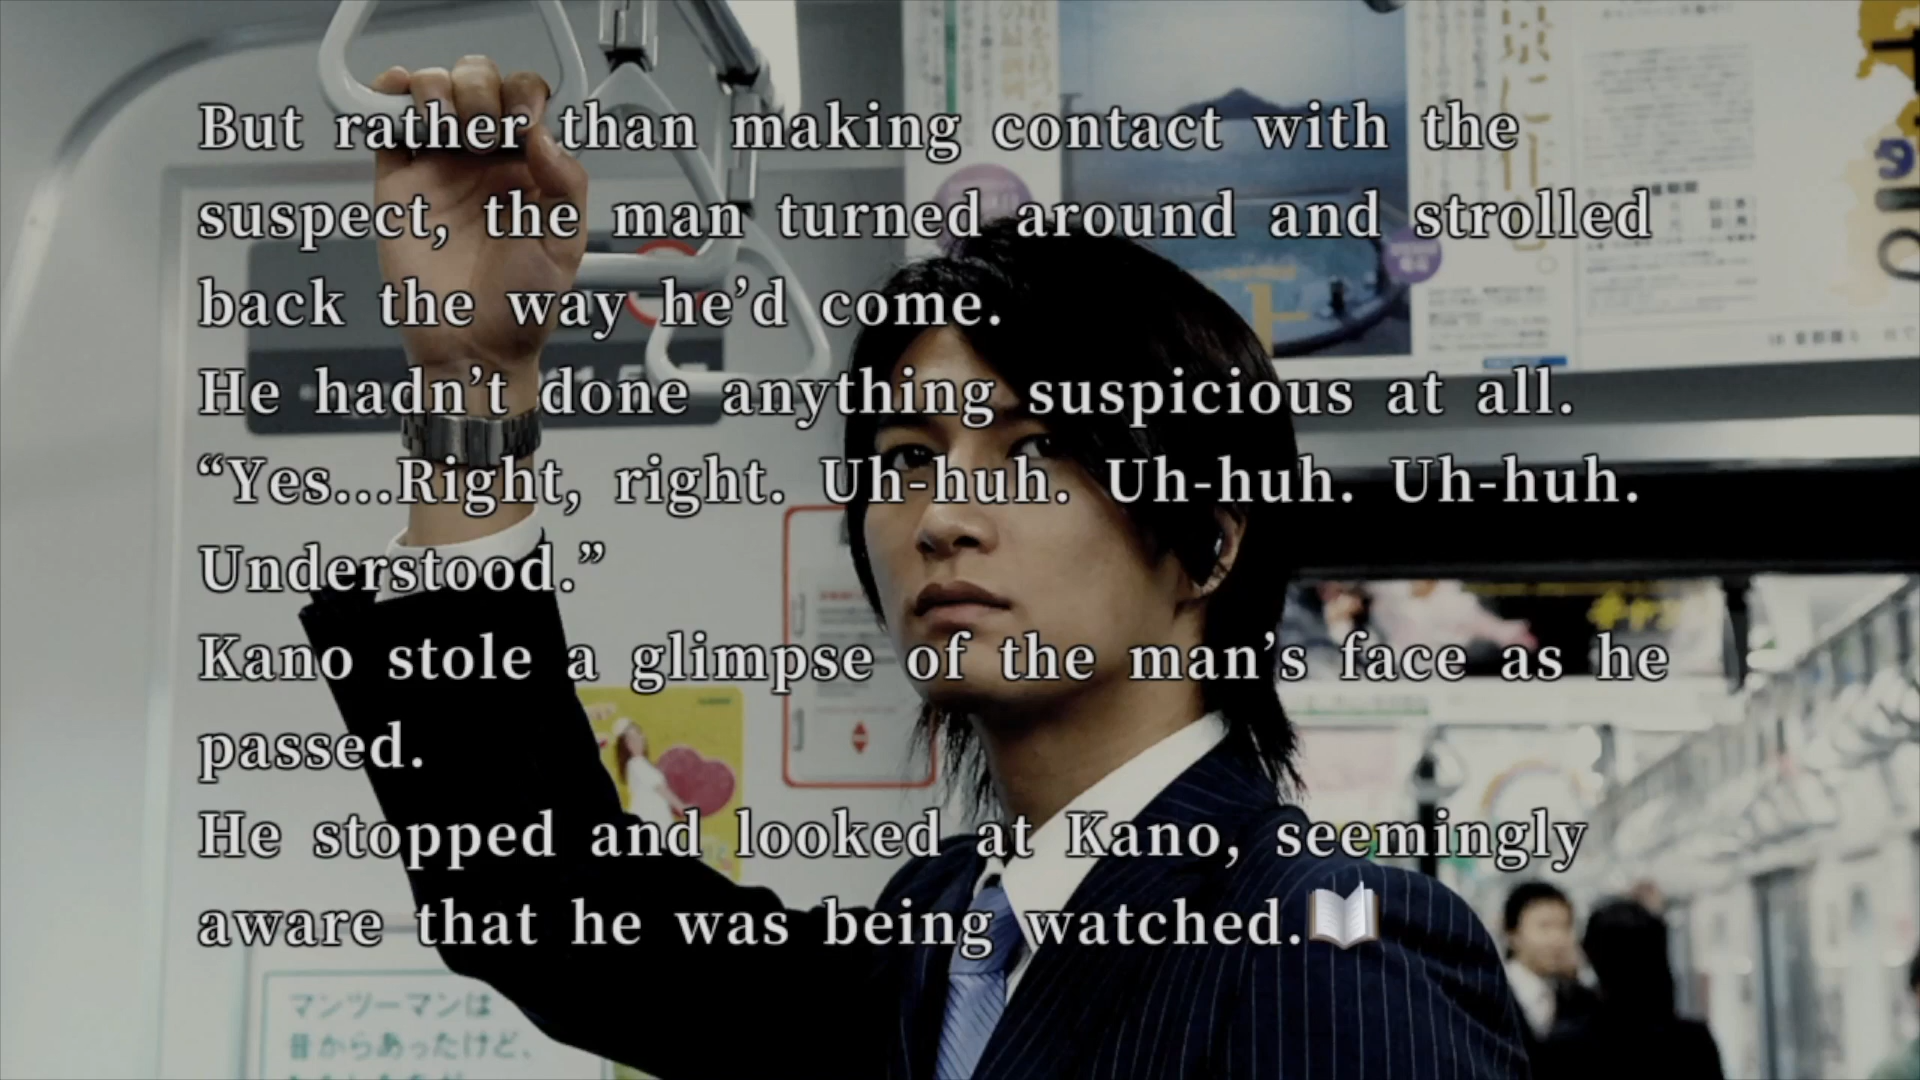 But rather than making contact with the
suspect, the man turned around and strolled
back the way he’d come.
He hadn’t done anything suspicious at all.
“Yes...Right, right. Uh-huh. Uh-huh. Uh-huh.
Understood.”
Kano stole a glimpse of the man’s face as he
passed.
He stopped and looked at Kano, seemingly
aware that he was being watched.
マンツーマンは
昔からあったけど、